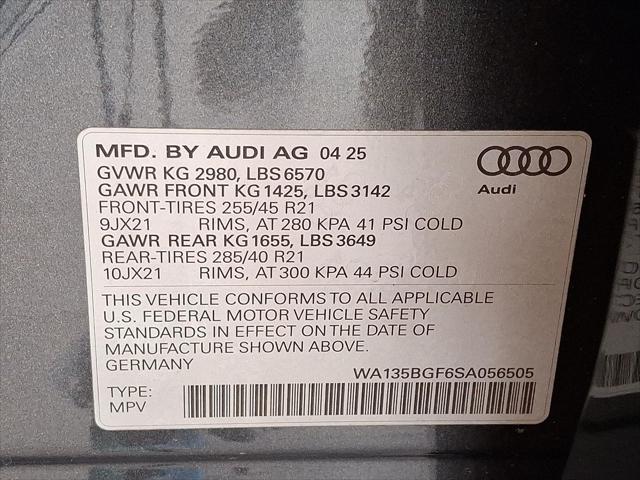 MFD. BY AUDI AG 04 25
GVWR KG 2980, LBS 6570
GAWR FRONT KG 1425, LBS 3142
FRONT-TIRES 255/45 R21
9JX21 RIMS, AT 280 KPA 41 PSI COLD
GAWR REAR KG 1655, LBS 3649
REAR-TIRES 285/40 R21
10JX21 RIMS, AT 300 KPA 44 PSI COLD
Audi
THIS VEHICLE CONFORMS TO ALL APPLICABLE
U.S. FEDERAL MOTOR VEHICLE SAFETY
STANDARDS IN EFFECT ON THE DATE OF
MANUFACTURE SHOWN ABOVE.
GERMANY WA135BGF6SA056505
TYPE:
MPV